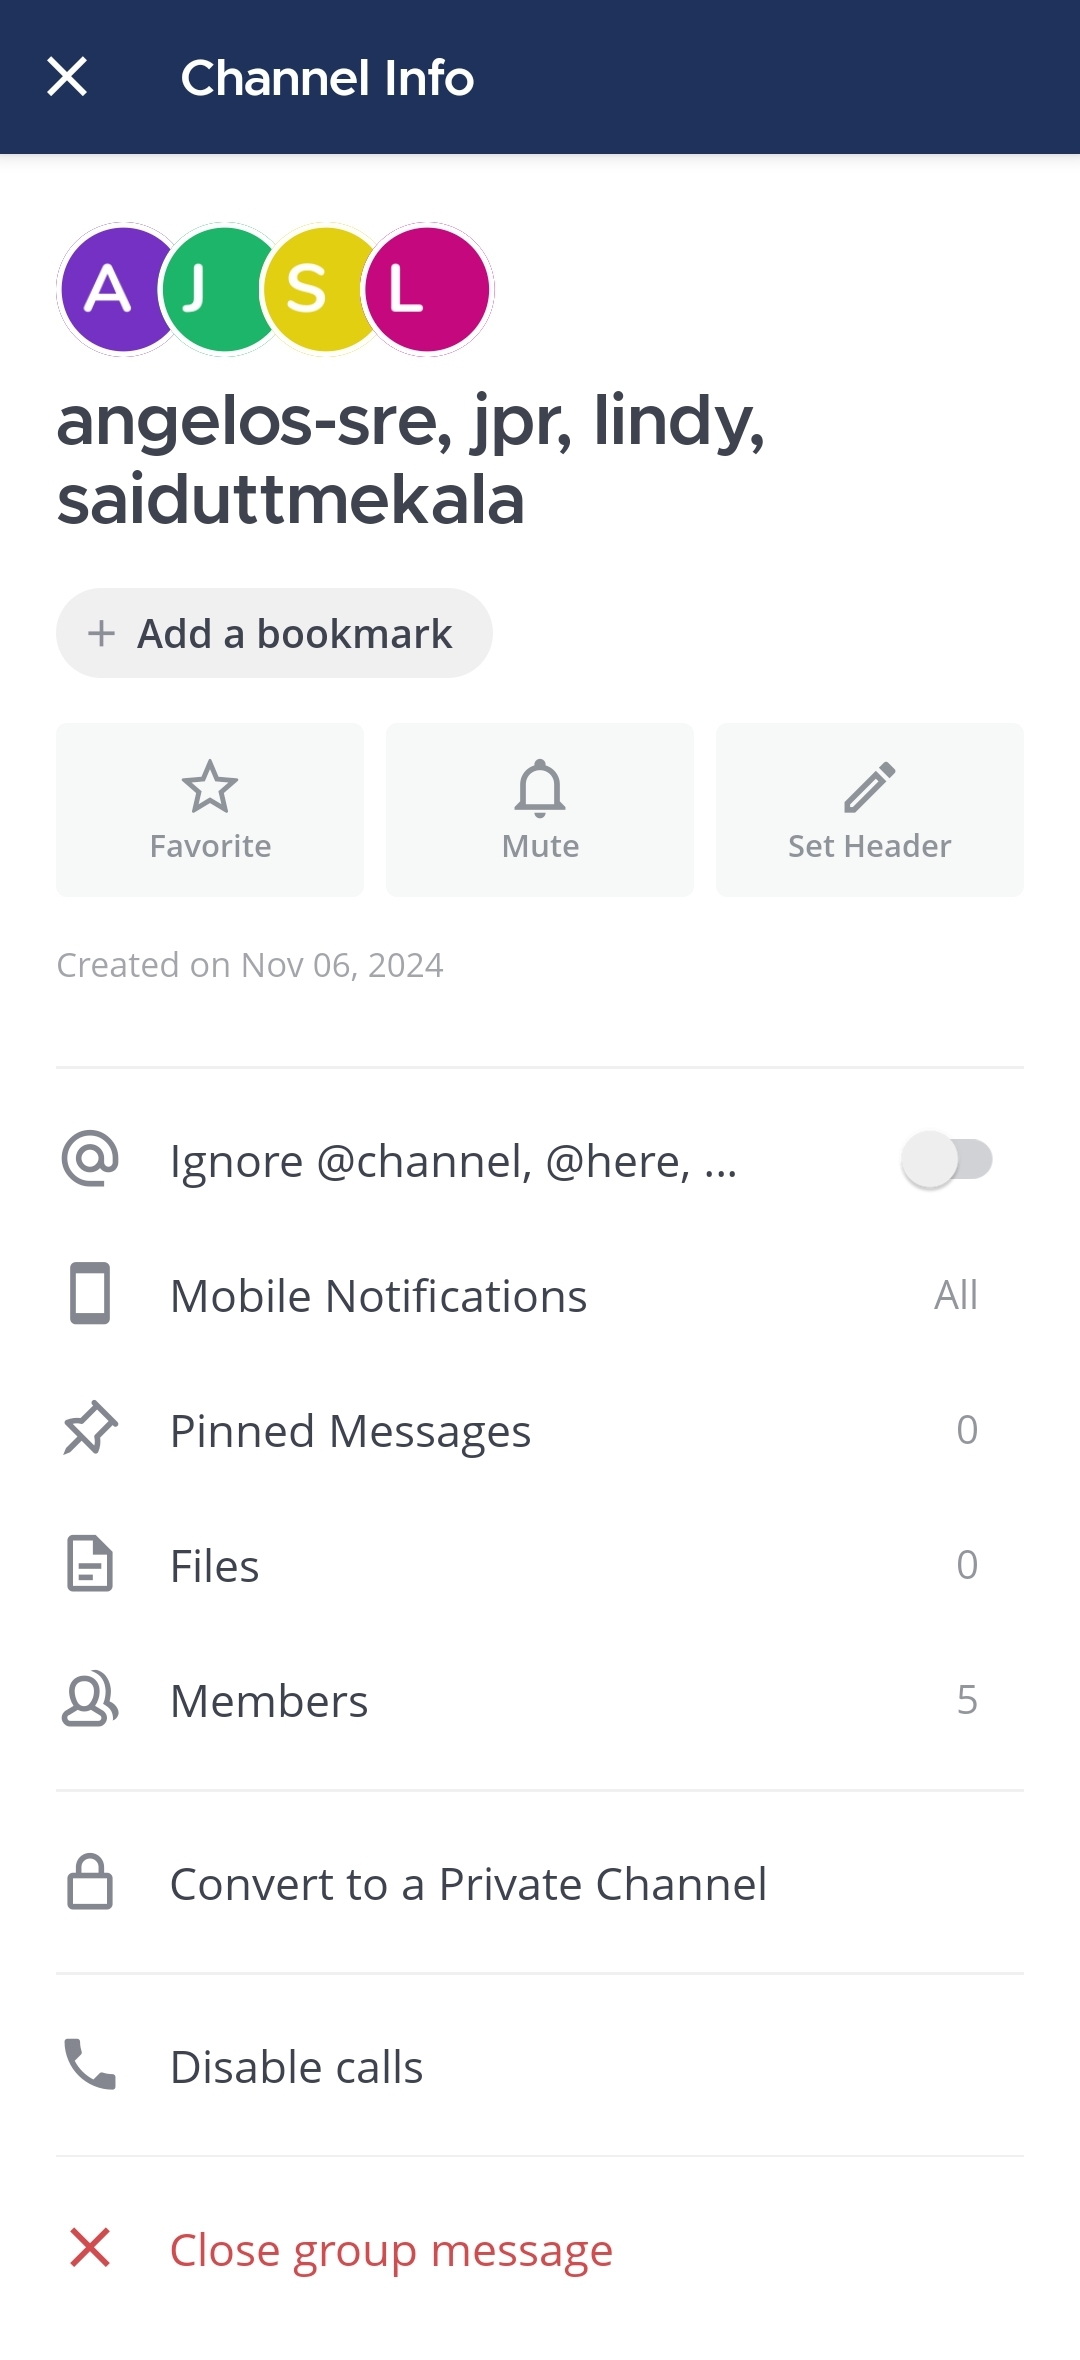 Channel Info
A J S L
angelos-sre, jpr, lindy,
saiduttmekala
+ Add a bookmark
Favorite
Mute
Set Header
Created on Nov 06, 2024
Ignore @channel, @here, ...
Mobile Notifications All
Pinned Messages 0
Files 0
Members 5
Convert to a Private Channel
Disable calls
Close group message